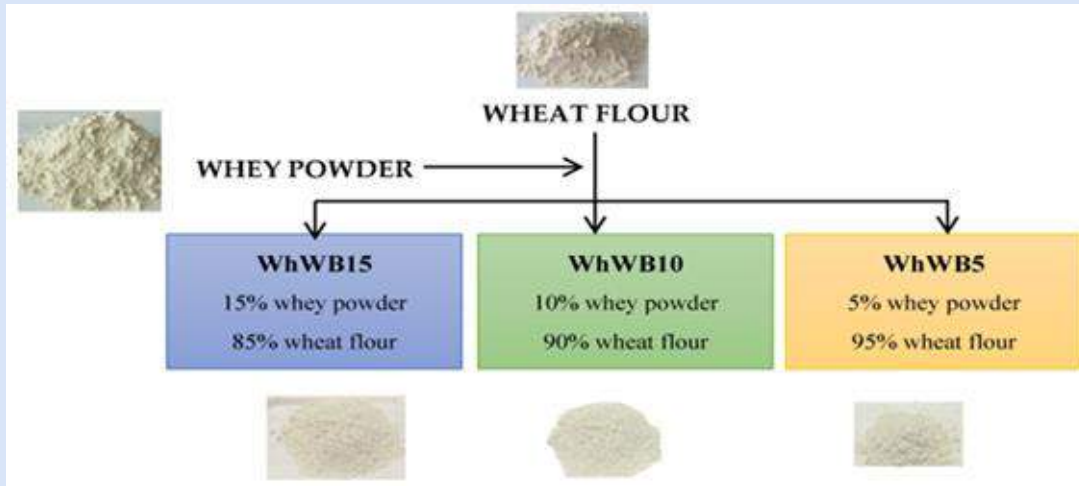 WHEAT FLOUR
WHEY POWDER
WhWB15
15% whey powder
85% wheat flour
WhWB10
10% whey powder
90% wheat flour
WhWB5
5% whey powder
95% wheat flour